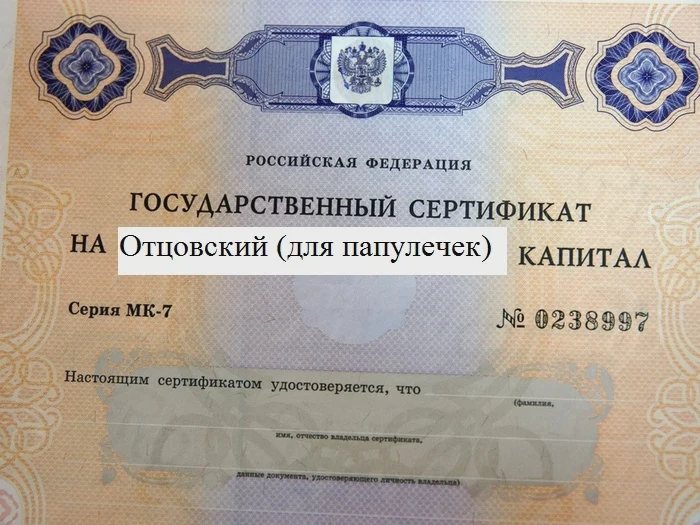 РОССИЙСКАЯ ФЕДЕРАЦИЯ
ГОСУДАРСТВЕННЫЙ СЕРТИФИКАТ
НА Отцовский (для папулечек) КАПИТАЛ
Серия МК-7 № 0238997
Настоящим сертификатом удостоверяется, что
(фамилия,
имя, отчество владельца сертификата,
данные документа, удостоверяющего личность владельца)